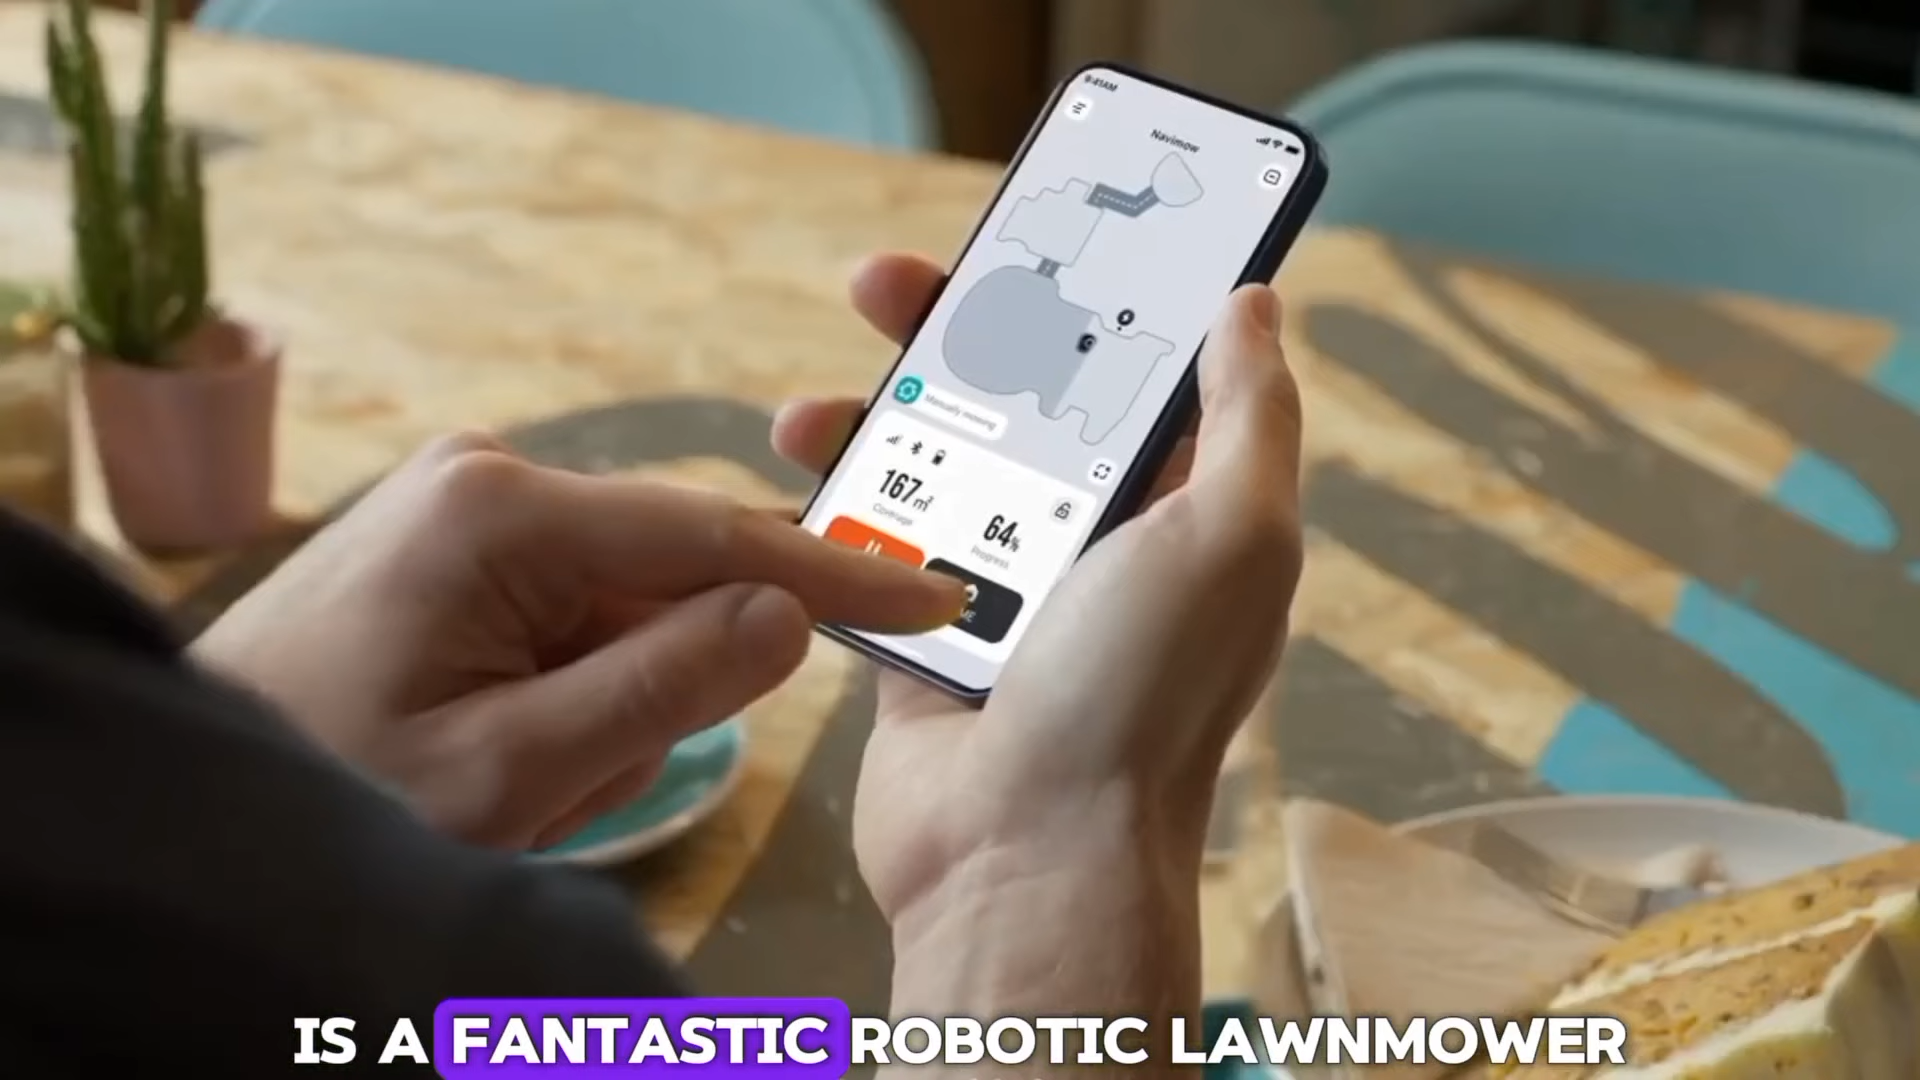 9:41AM
Navimow
Manually mowing
167m²
Coverage
64%
Progress
IS A FANTASTIC ROBOTIC LAWNMOWER